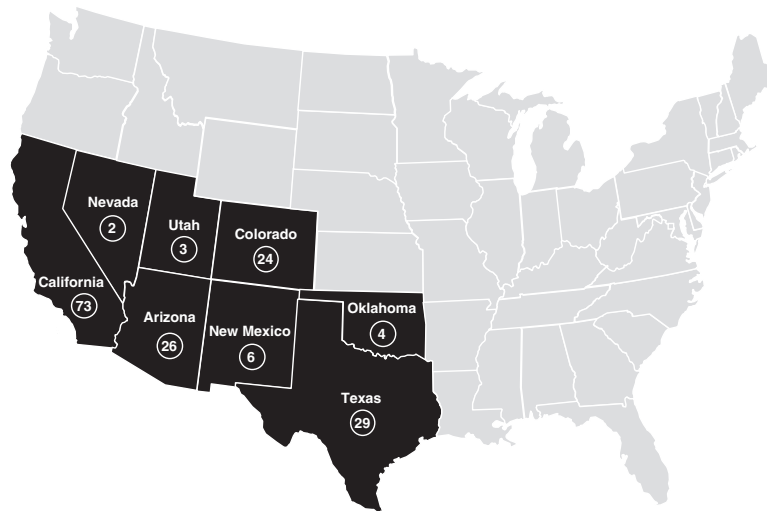 Nevada
2
Utah
3
Colorado
24
California
73
Arizona
26
New Mexico
6
Oklahoma
4
Texas
29